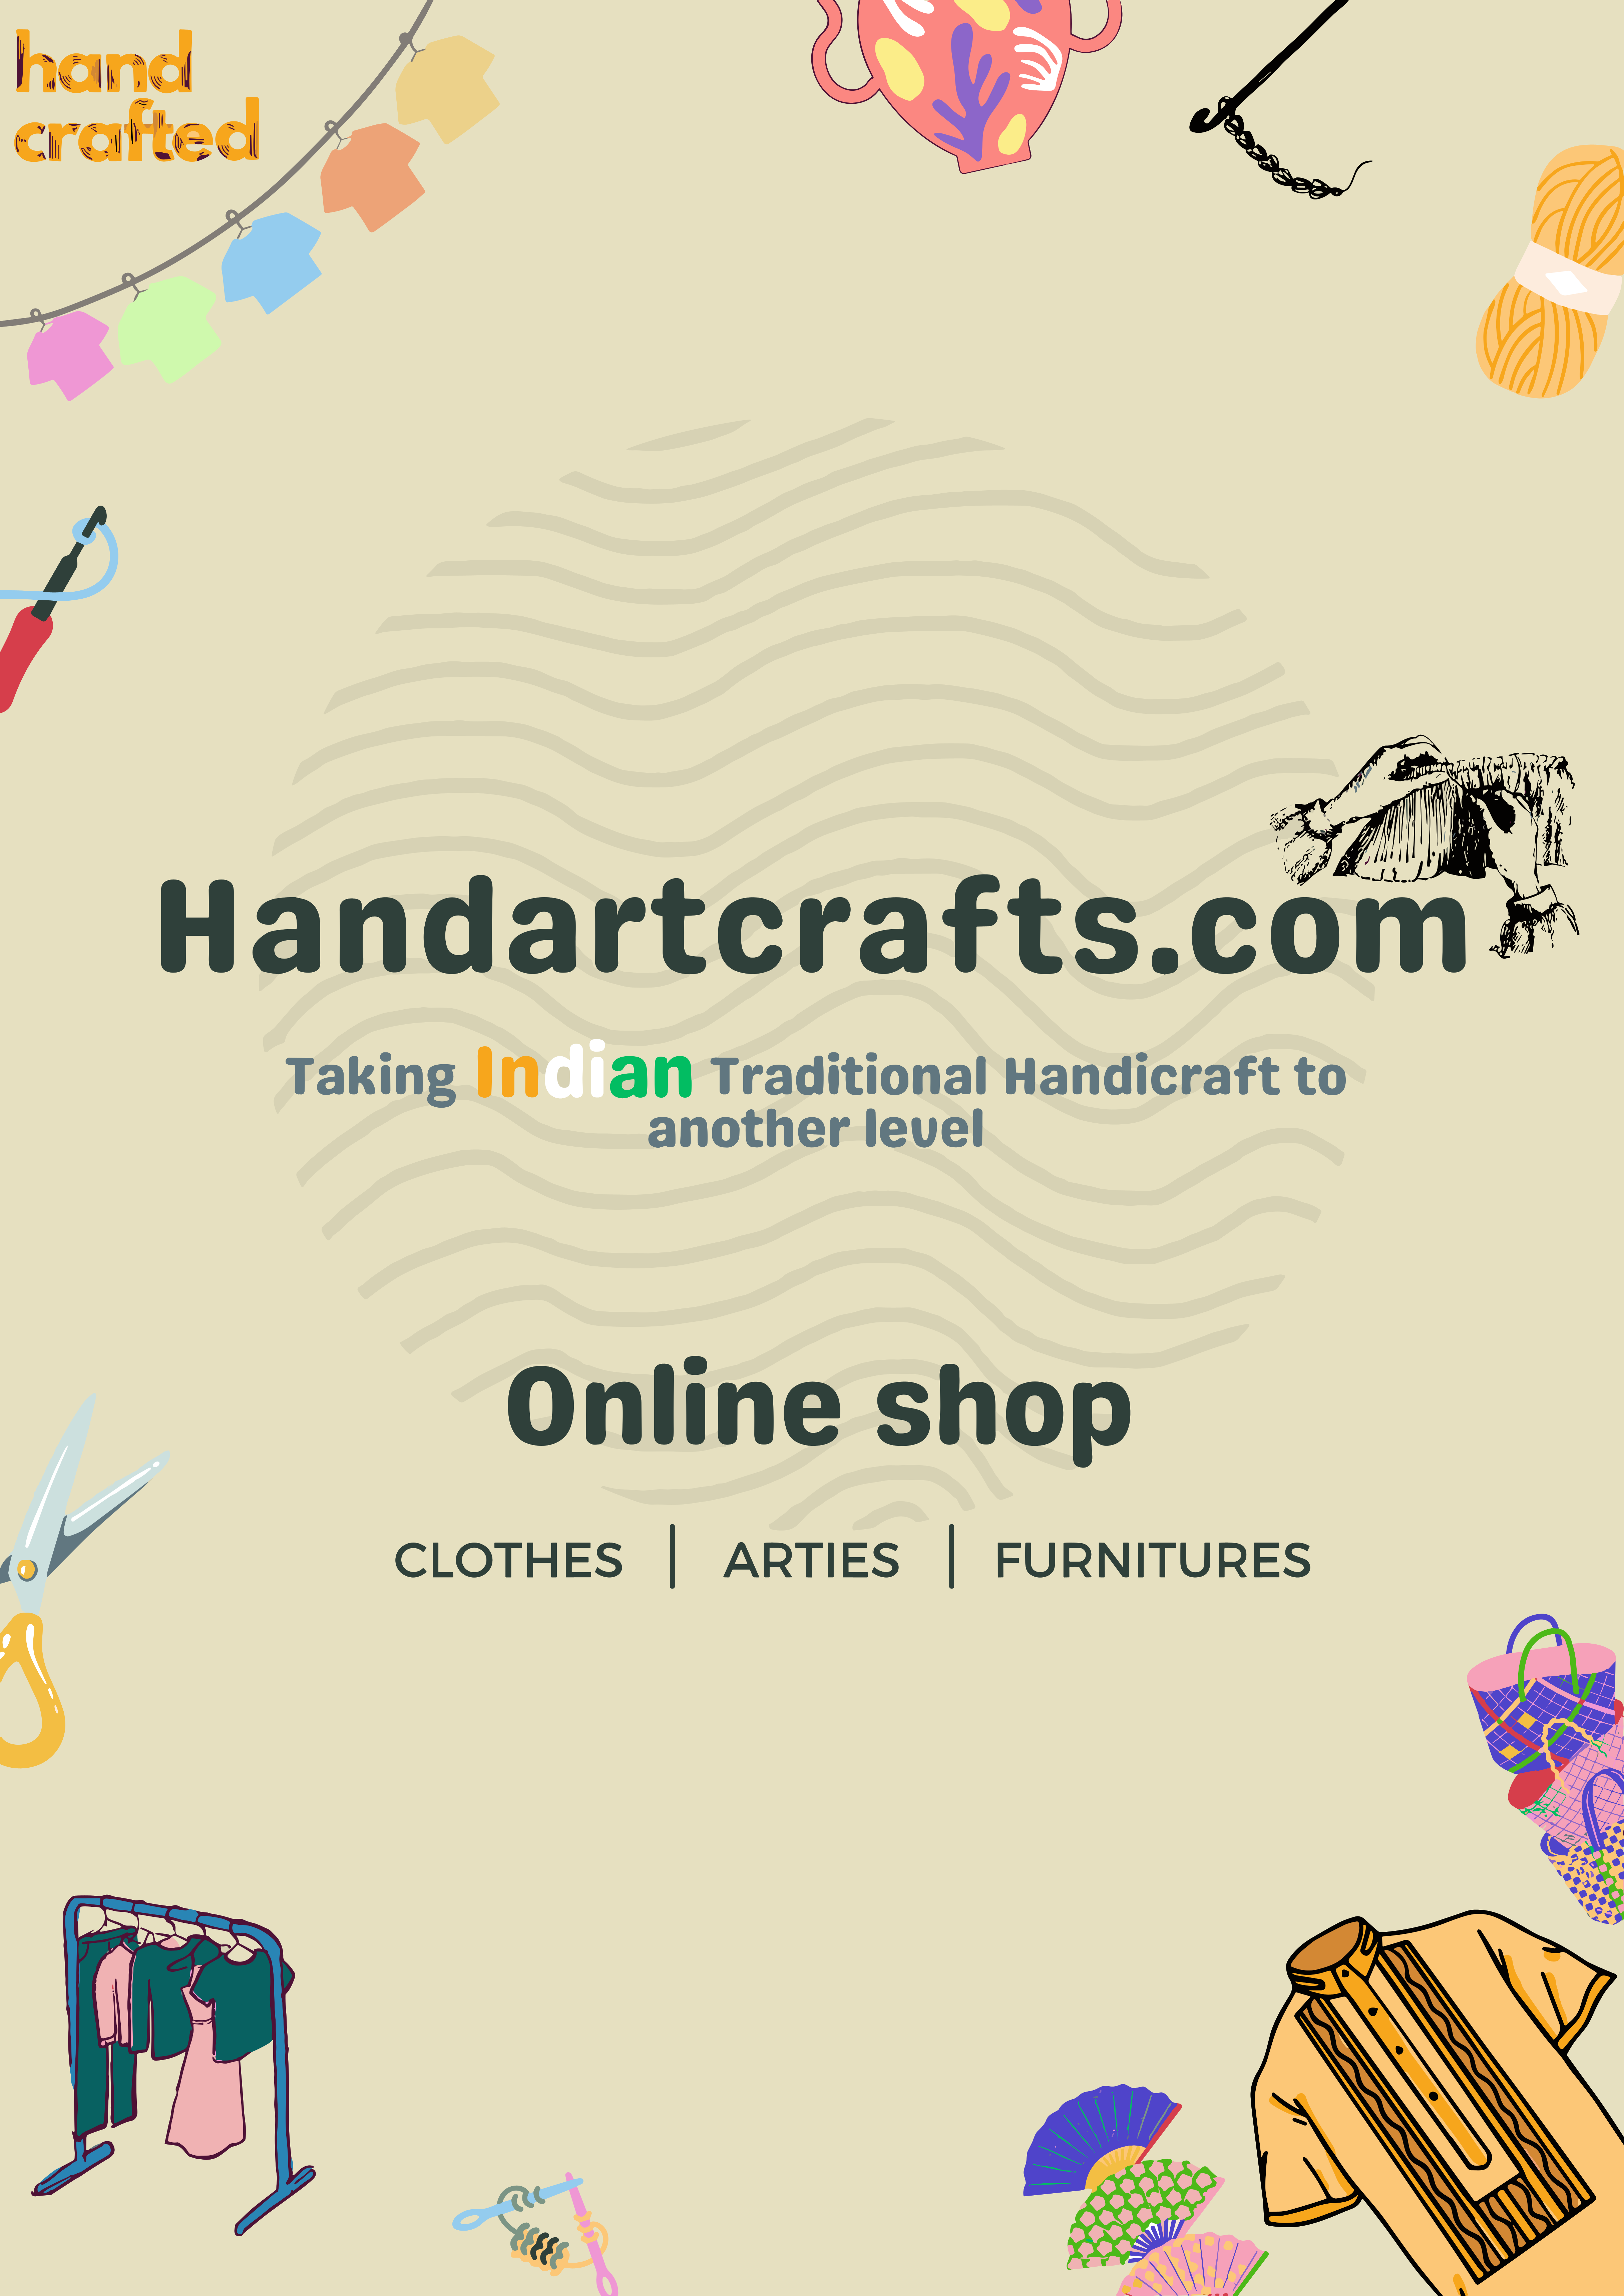 hand
crafted
Handartcrafts.com
Taking Indian Traditional Handicraft to
another level
Online shop
CLOTHES | ARTIES | FURNITURES